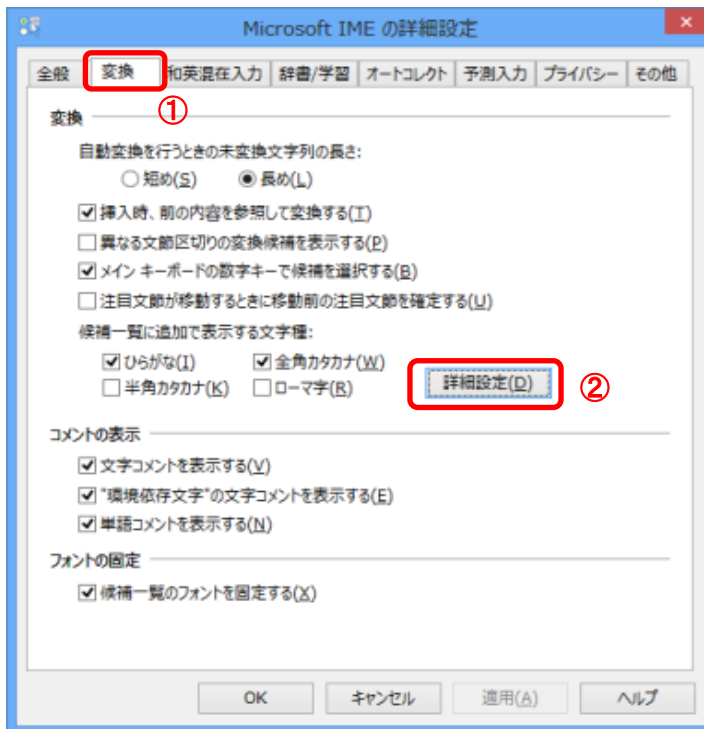 Microsoft IME の詳細設定
全般 変換 和英混在入力 辞書/学習 オートコレクト 予測入力 プライバシー その他
①
変換
自動変換を行うときの未変換文字列の長さ:
短め(S) 長め(L)
挿入時、前の内容を参照して変換する(T)
異なる文節区切りの変換候補を表示する(P)
メイン キーボードの数字キーで候補を選択する(B)
注目文節が移動するときに移動前の注目文節を確定する(U)
候補一覧に追加で表示する文字種:
ひらがな(I) 全角カタカナ(W)
半角カタカナ(K) ローマ字(R) 詳細設定(D) ②
コメントの表示
文字コメントを表示する(V)
"環境依存文字"の文字コメントを表示する(E)
単語コメントを表示する(N)
フォントの固定
候補一覧のフォントを固定する(X)
OK キャンセル 適用(A) ヘルプ